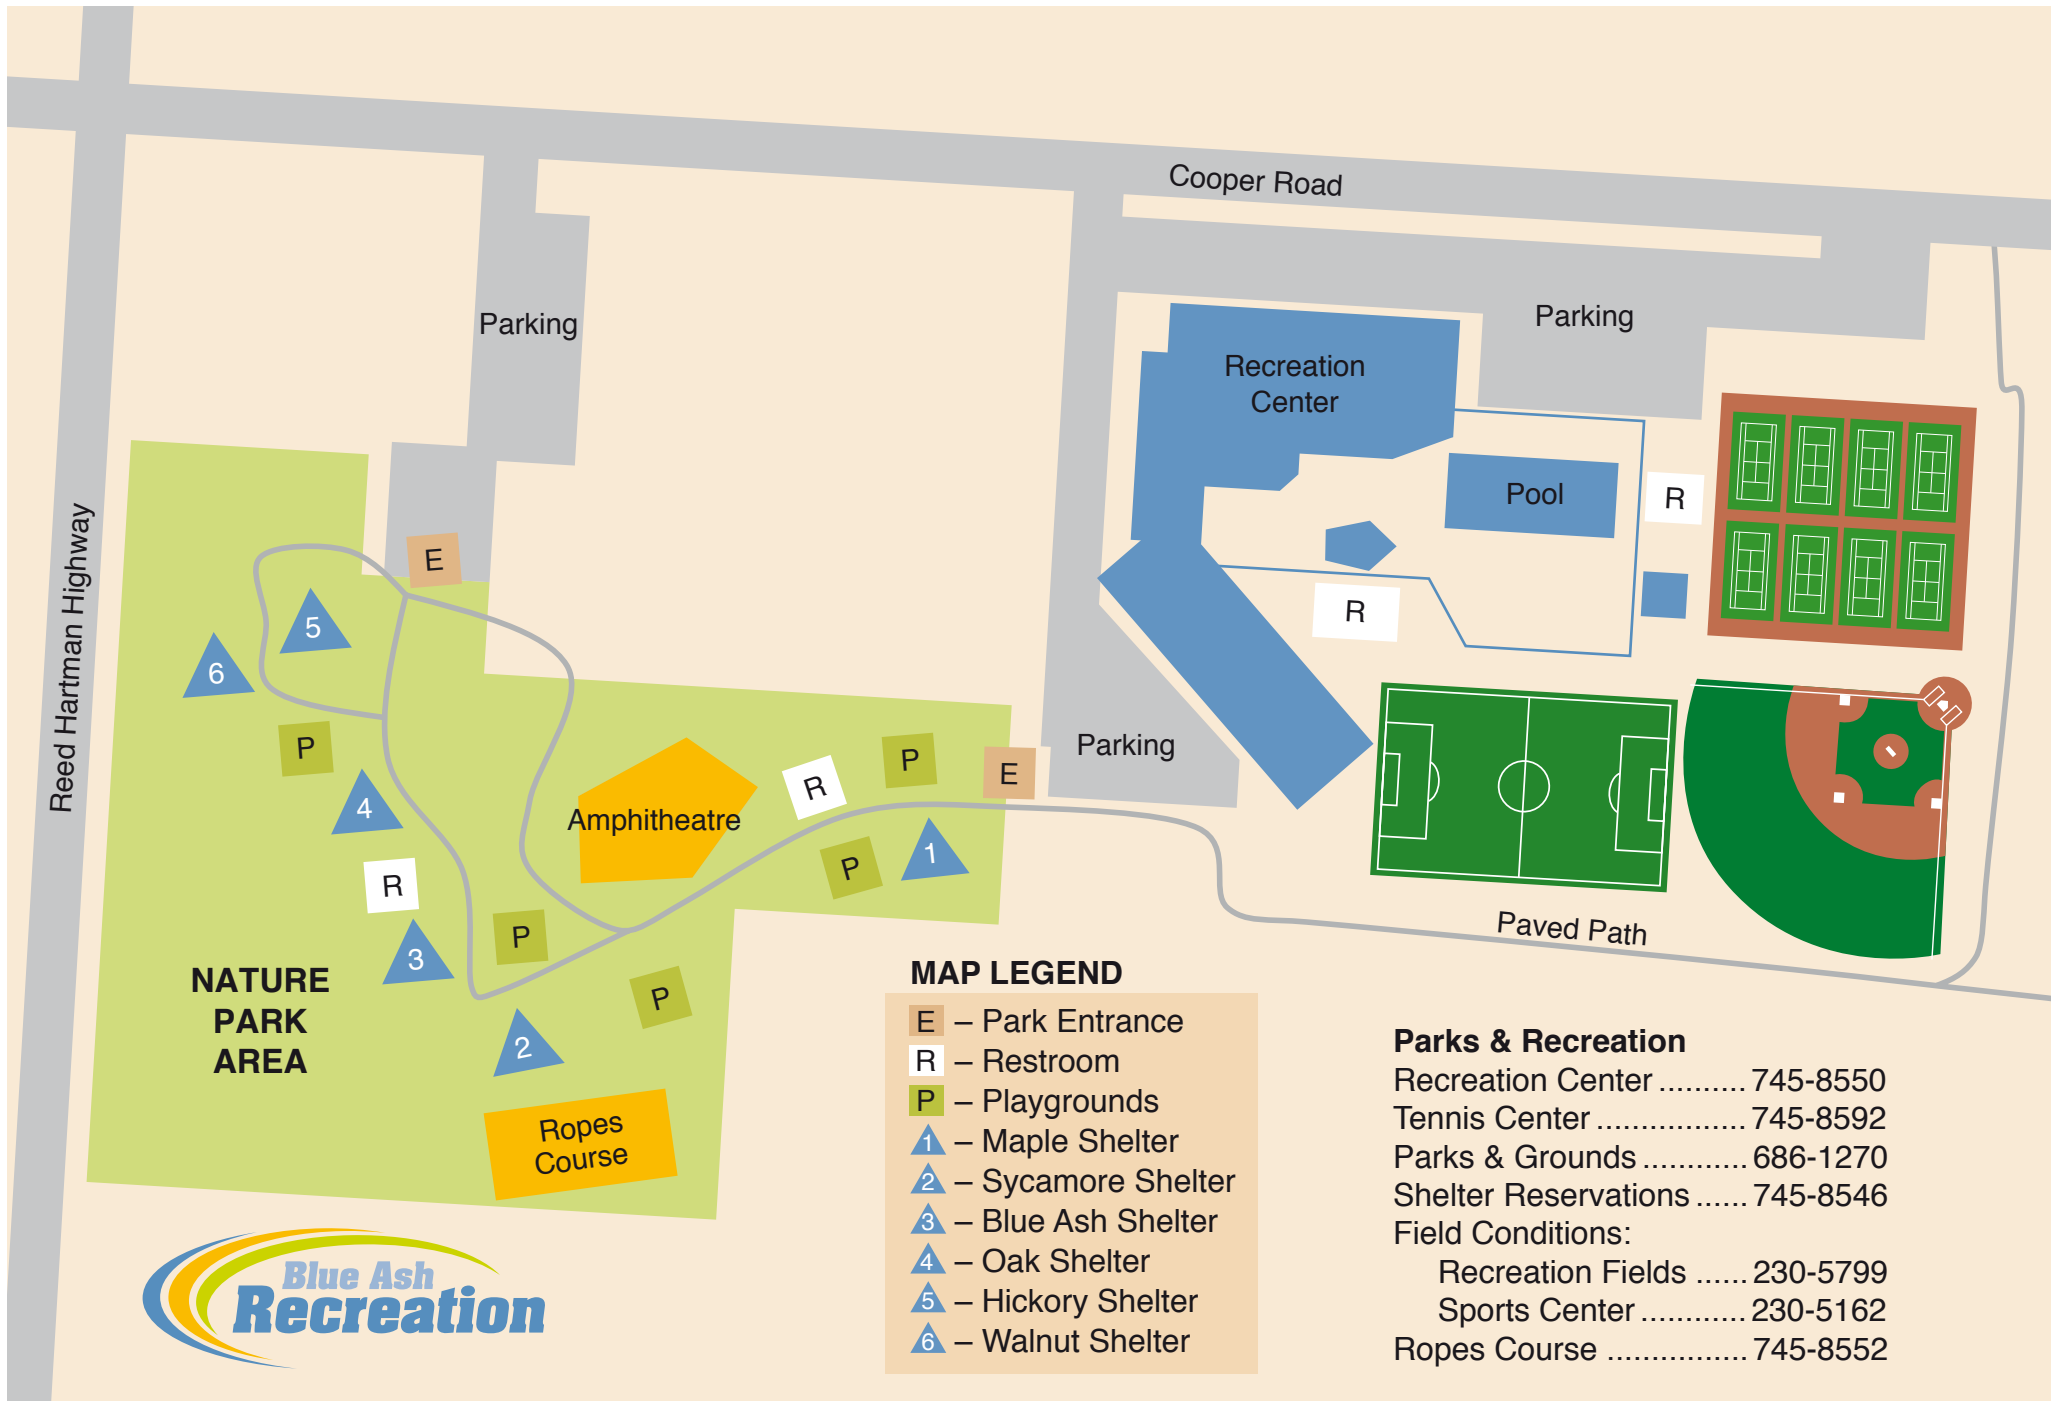 Cooper Road
Parking
Parking
Recreation
Center
Pool
R
E
R
5
6
Reed Hartman Highway
P
4
Amphitheatre
R
P
E
Parking
P
1
R
3
P
P
2
Paved Path
NATURE
PARK
AREA
Ropes
Course
MAP LEGEND
E – Park Entrance
R – Restroom
P – Playgrounds
1 – Maple Shelter
2 – Sycamore Shelter
3 – Blue Ash Shelter
4 – Oak Shelter
5 – Hickory Shelter
6 – Walnut Shelter
Parks & Recreation
Recreation Center .......... 745-8550
Tennis Center ................. 745-8592
Parks & Grounds ............ 686-1270
Shelter Reservations ...... 745-8546
Field Conditions:
Recreation Fields ...... 230-5799
Sports Center ............ 230-5162
Ropes Course ................ 745-8552
Blue Ash
Recreation